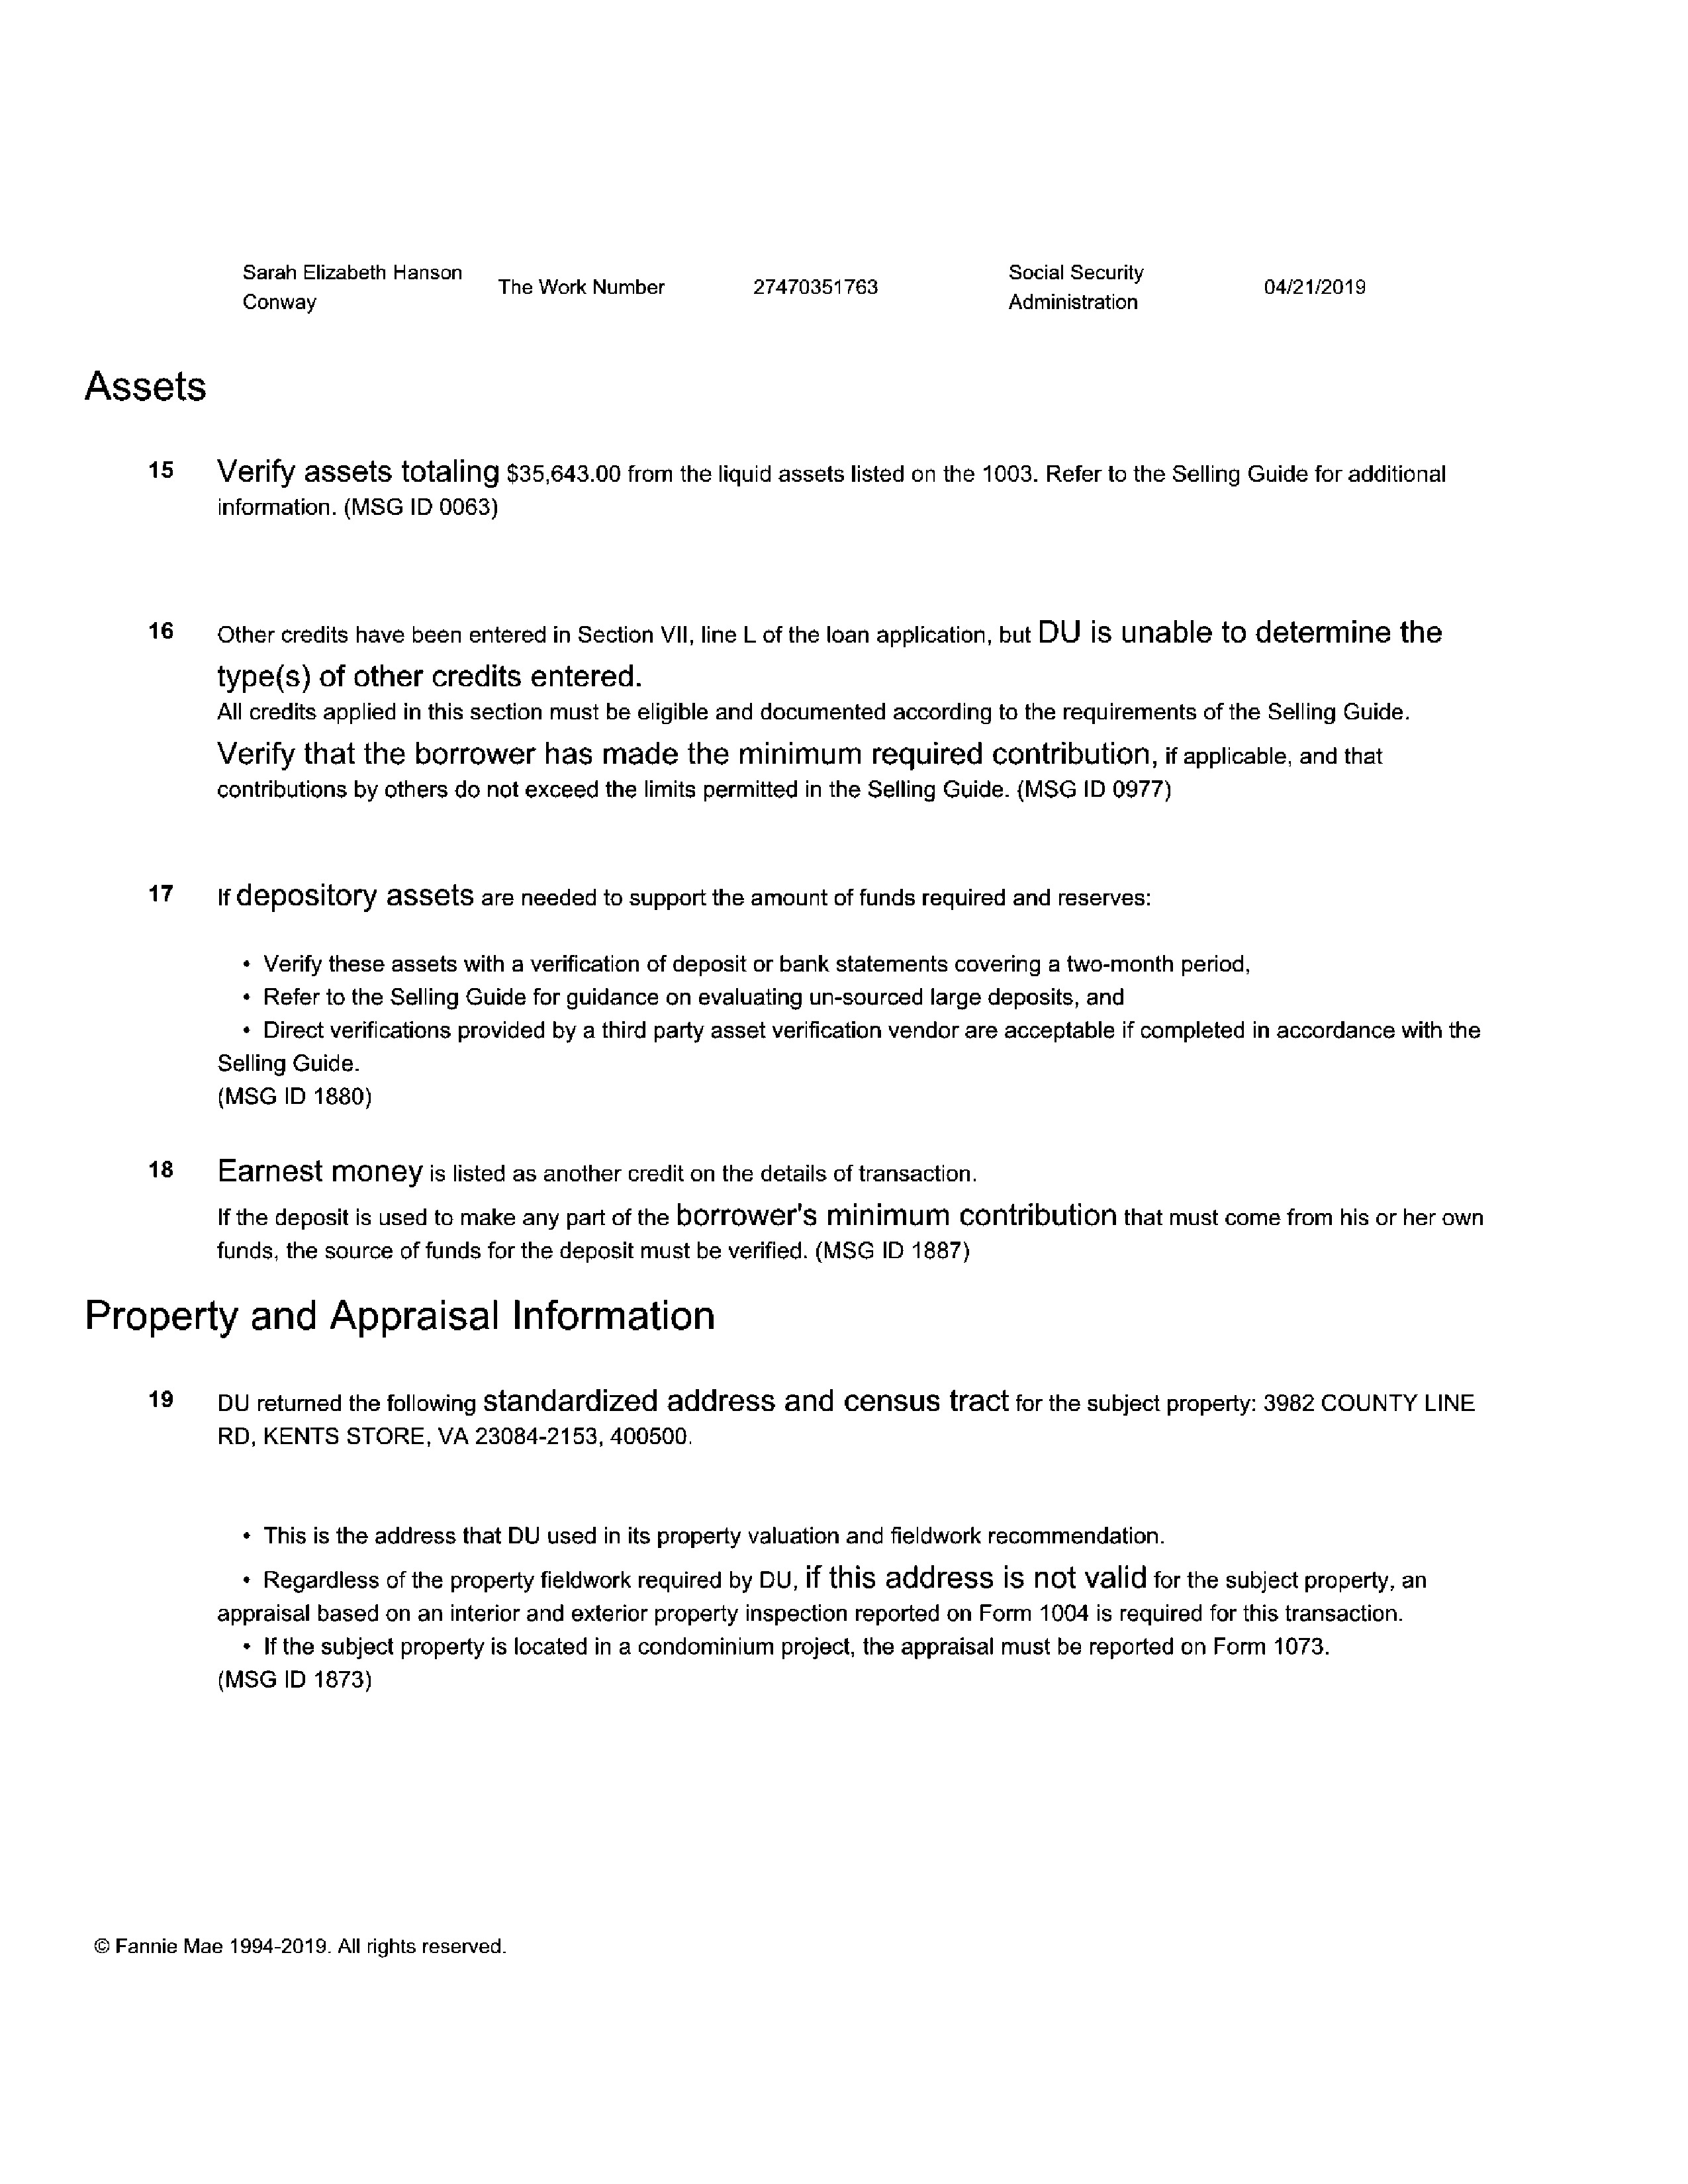 Sarah Elizabeth Hanson
Conway
The Work Number
27470351763
Social Security
Administration
04/21/2019
Assets
15 Verify assets totaling $35,643.00 from the liquid assets listed on the 1003. Refer to the Selling Guide for additional
information. (MSG ID 0063)
16 Other credits have been entered in Section VII, line L of the loan application, but DU is unable to determine the
type(s) of other credits entered.
All credits applied in this section must be eligible and documented according to the requirements of the Selling Guide.
Verify that the borrower has made the minimum required contribution, if applicable, and that
contributions by others do not exceed the limits permitted in the Selling Guide. (MSG ID 0977)
17 If depository assets are needed to support the amount of funds required and reserves:
• Verify these assets with a verification of deposit or bank statements covering a two-month period,
• Refer to the Selling Guide for guidance on evaluating un-sourced large deposits, and
• Direct verifications provided by a third party asset verification vendor are acceptable if completed in accordance with the
Selling Guide.
(MSG ID 1880)
18 Earnest money is listed as another credit on the details of transaction.
If the deposit is used to make any part of the borrower's minimum contribution that must come from his or her own
funds, the source of funds for the deposit must be verified. (MSG ID 1887)
Property and Appraisal Information
19 DU returned the following standardized address and census tract for the subject property: 3982 COUNTY LINE
RD, KENTS STORE, VA 23084-2153, 400500.
• This is the address that DU used in its property valuation and fieldwork recommendation.
• Regardless of the property fieldwork required by DU, if this address is not valid for the subject property, an
appraisal based on an interior and exterior property inspection reported on Form 1004 is required for this transaction.
• If the subject property is located in a condominium project, the appraisal must be reported on Form 1073.
(MSG ID 1873)
© Fannie Mae 1994-2019. All rights reserved.